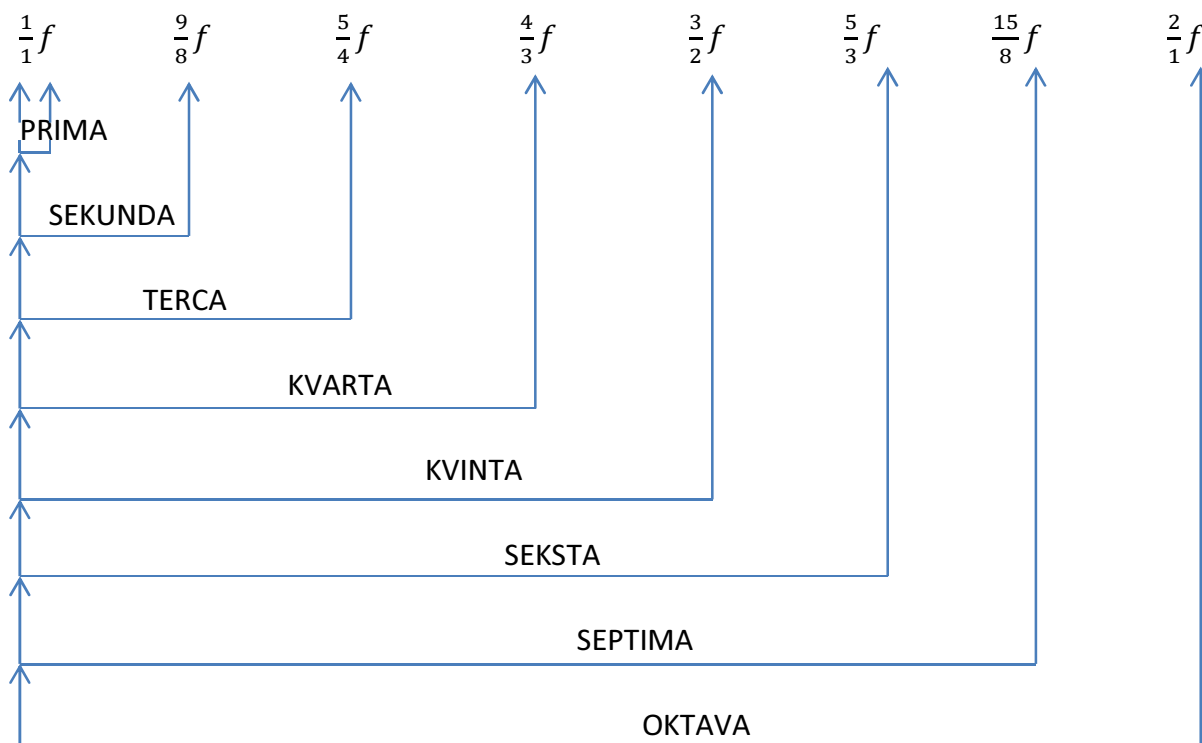 1/1 f 9/8 f 5/4 f 4/3 f 3/2 f 5/3 f 15/8 f 2/1 f
PRIMA
SEKUNDA
TERCA
KVARTA
KVINTA
SEKSTA
SEPTIMA
OKTAVA